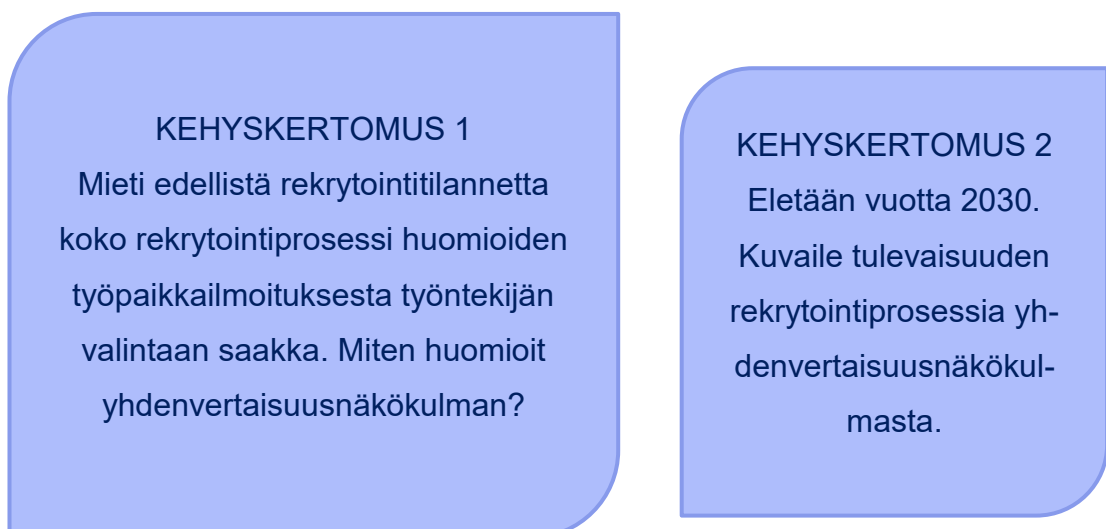 KEHYSKERTOMUS 1
Mieti edellistä rekrytointitilannetta
koko rekrytointiprosessi huomioiden
työpaikkailmoituksesta työntekijän
valintaan saakka. Miten huomioit
yhdenvertaisuusnäkökulman?
KEHYSKERTOMUS 2
Eletään vuotta 2030.
Kuvaile tulevaisuuden
rekrytointiprosessia yh-
denvertaisuusnäkökul-
masta.